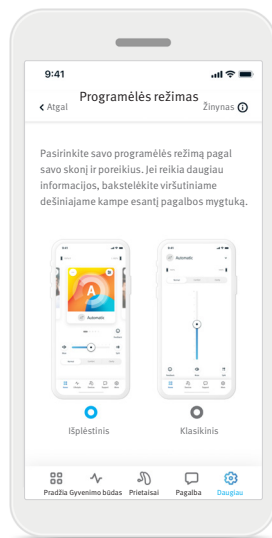 9:41
Atgal
Programėlės režimas
Žinynas
Pasirinkite savo programėlės režimą pagal
savo skonį ir poreikius. Jei reikia daugiau
informacijos, bakstelėkite viršutiniame
dešiniajame kampe esantį pagalbos mygtuką.
A
Automatic
Automatic
Išplėstinis
Klasikinis
Pradžia Gyvenimo būdas Prietaisai Pagalba Daugiau